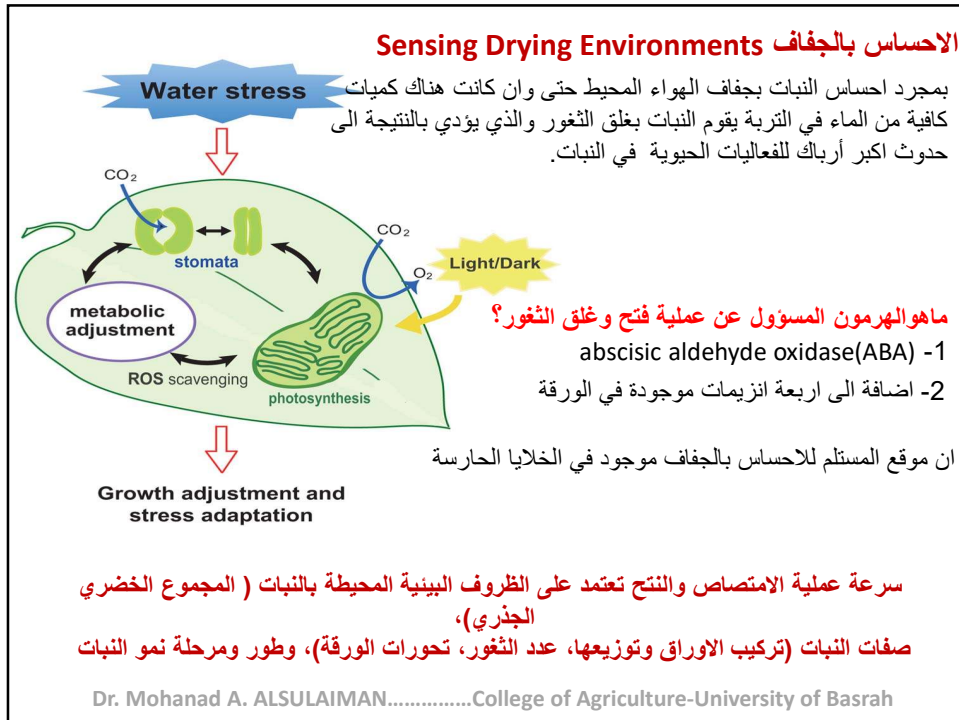 الاحساس بالجفاف Sensing Drying Environments
بمجرد احساس النبات بجفاف الهواء المحيط حتى وان كانت هناك كميات
كافية من الماء في التربة يقوم النبات بغلق الثغور والذي يؤدي بالنتيجة الى
حدوث اكبر أرباك للفعاليات الحيوية في النبات.
Water stress
CO₂
stomata
CO₂
O₂
Light/Dark
metabolic
adjustment
ROS scavenging
photosynthesis
Growth adjustment and
stress adaptation
ماهوالهرمون المسؤول عن عملية فتح وغلق الثغور؟
1- abscisic aldehyde oxidase(ABA)
2- اضافة الى اربعة انزيمات موجودة في الورقة
ان موقع المستلم للاحساس بالجفاف موجود في الخلايا الحارسة
سرعة عملية الامتصاص والنتح تعتمد على الظروف البيئية المحيطة بالنبات ( المجموع الخضري
الجذري)،
صفات النبات (تركيب الاوراق وتوزيعها، عدد الثغور، تحورات الورقة)، وطور ومرحلة نمو النبات
Dr. Mohanad A. ALSULAIMAN……………College of Agriculture-University of Basrah